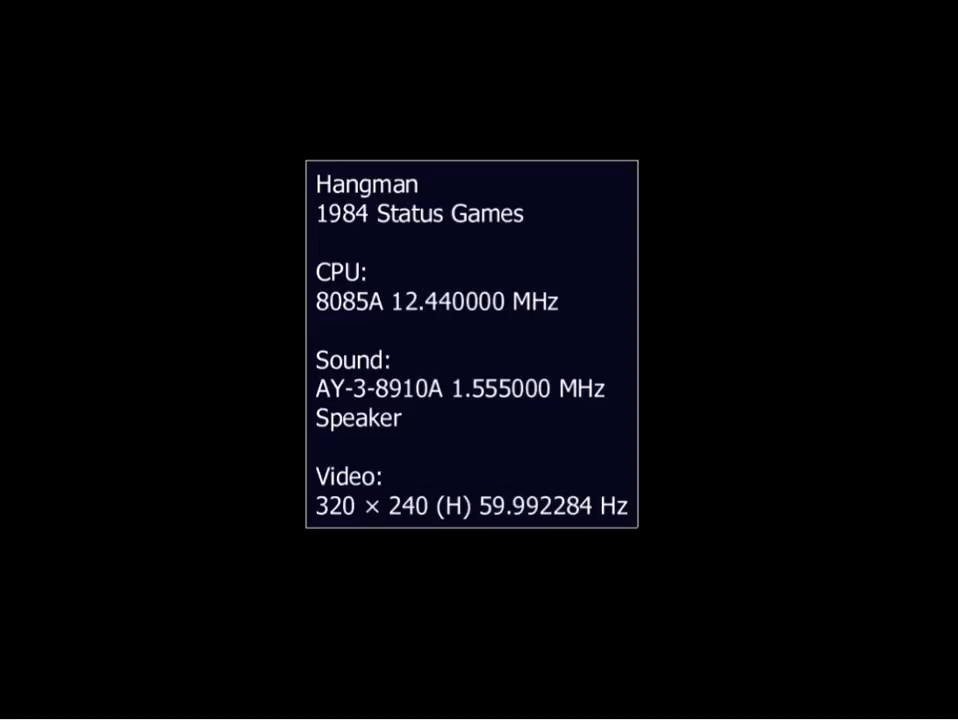 Hangman
1984 Status Games
CPU:
8085A 12.440000 MHz
Sound:
AY-3-8910A 1.555000 MHz
Speaker
Video:
320 × 240 (H) 59.992284 Hz